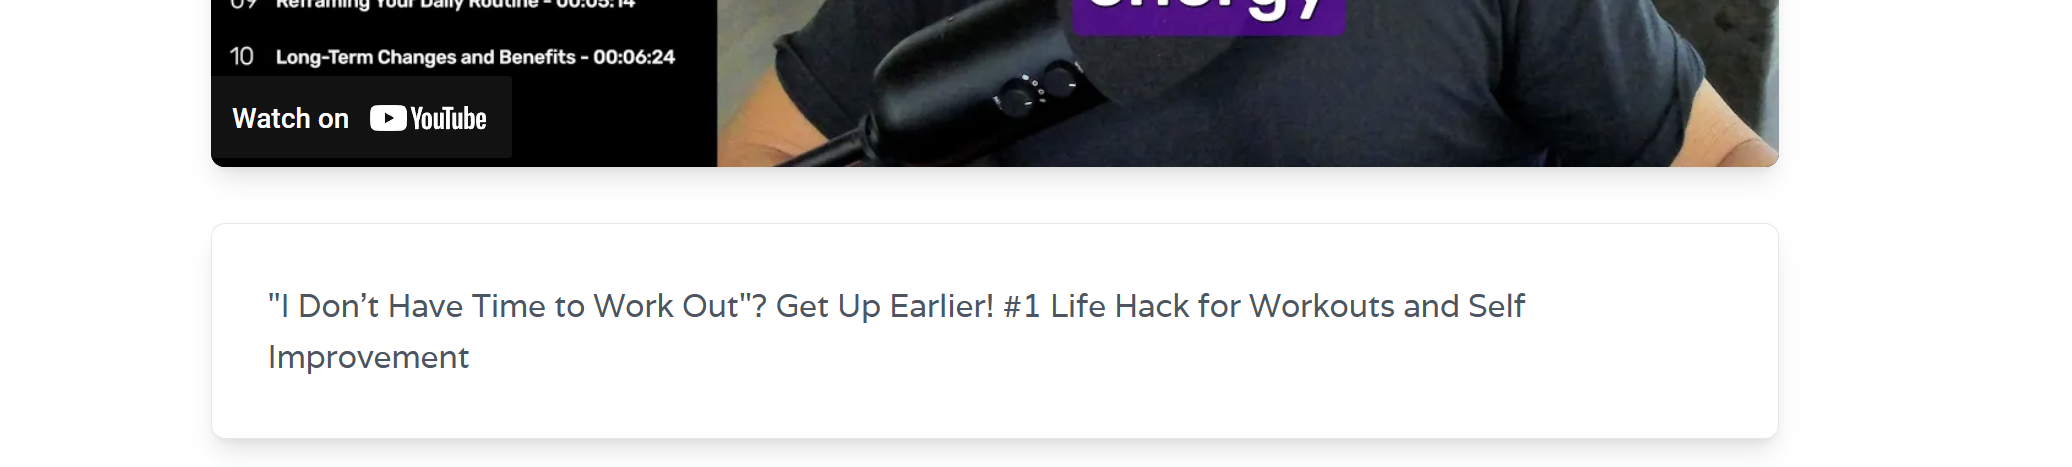 09 Reframing Your Daily Routine - 00:05:14
energy
10 Long-Term Changes and Benefits - 00:06:24
Watch on YouTube
"I Don’t Have Time to Work Out"? Get Up Earlier! #1 Life Hack for Workouts and Self
Improvement